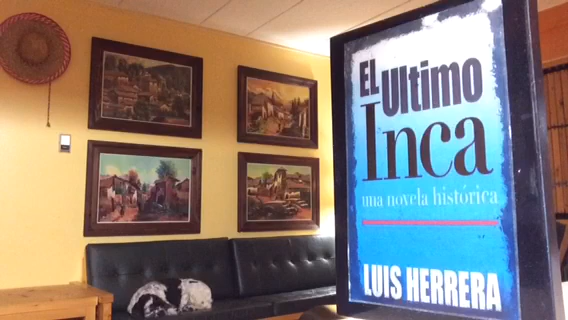 EL
Ultimo
Inca
una novela histórica
LUIS HERRERA